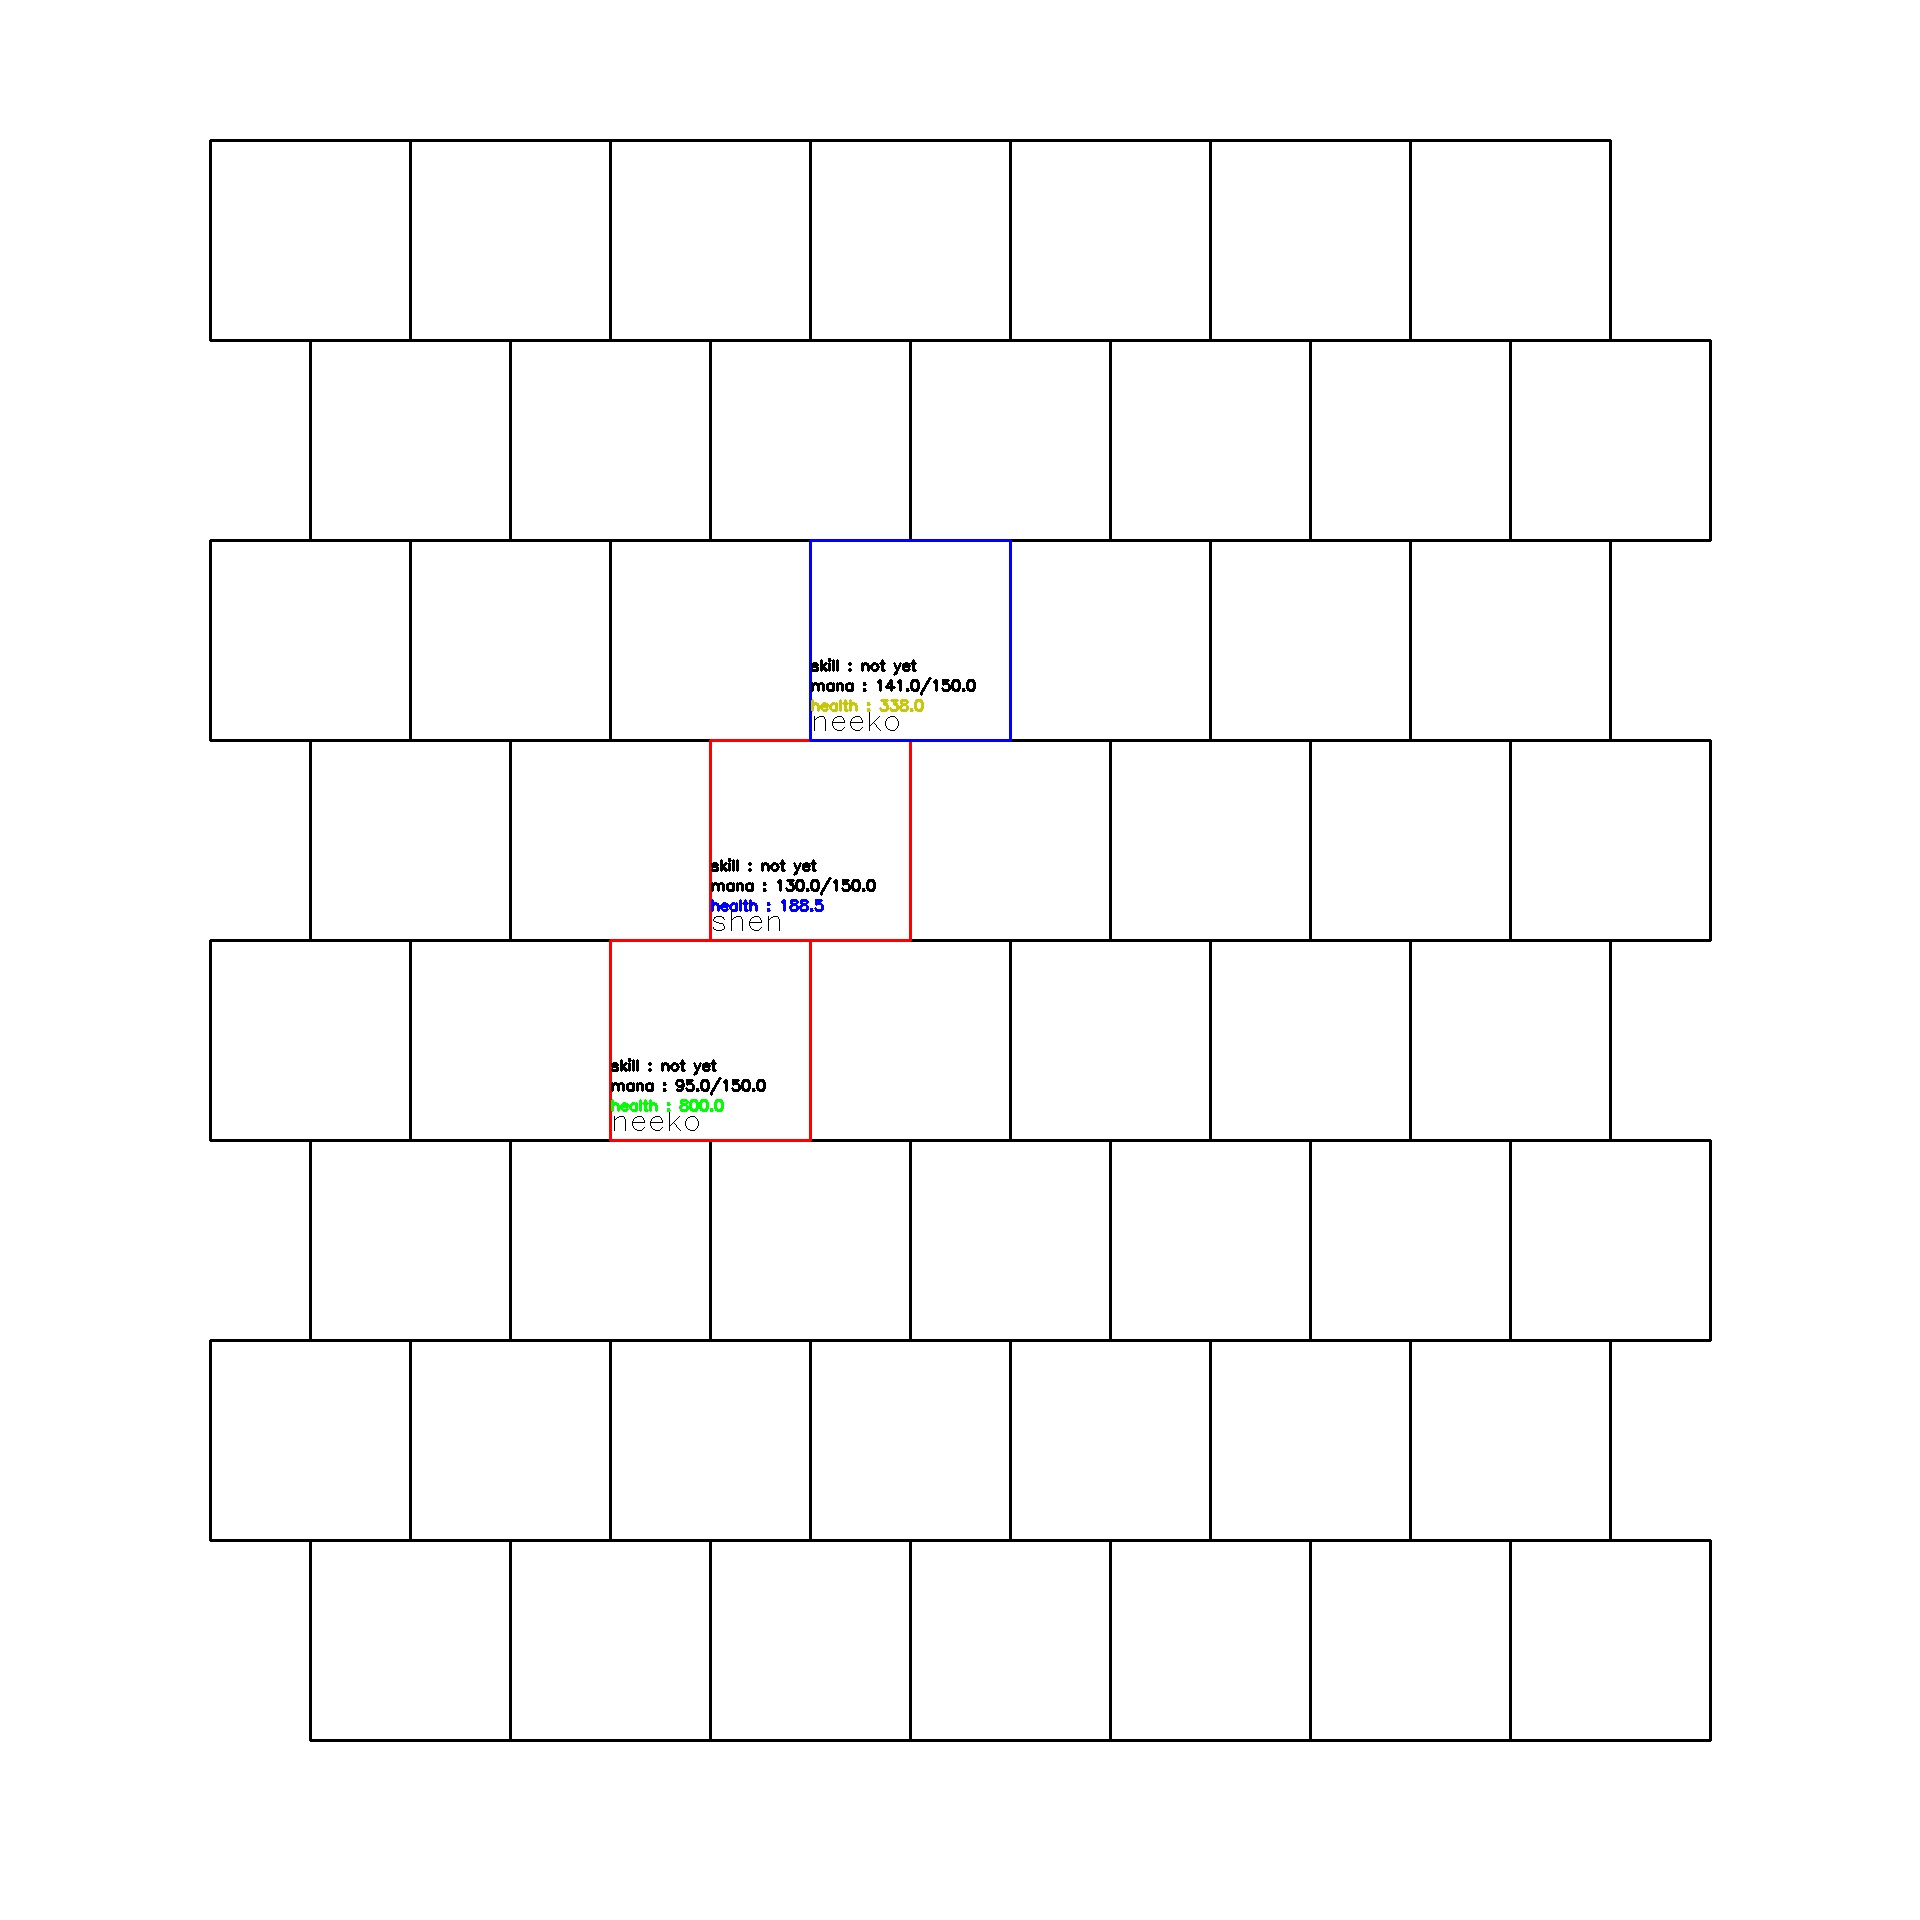 skill : not yet
mana : 141.0/150.0
health : 338.0
neeko
skill : not yet
mana : 130.0/150.0
health : 188.5
shen
skill : not yet
mana : 95.0/150.0
health : 800.0
neeko